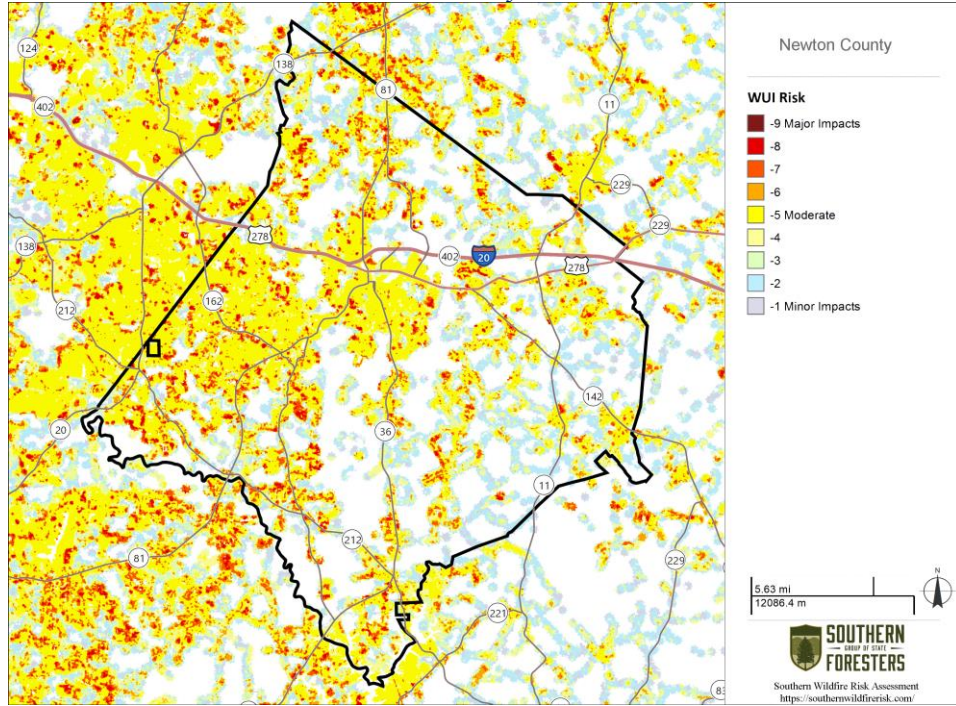 Newton County
WUI Risk
-9 Major Impacts
-8
-7
-6
-5 Moderate
-4
-3
-2
-1 Minor Impacts
124
138
81
11
402
229
229
278
138
402
20
278
162
212
142
20
36
11
212
81
229
221
83
5.63 mi
12086.4 m
N
SOUTHERN
GROUP OF STATE
FORESTERS
Southern Wildfire Risk Assessment
https://southernwildfirerisk.com/